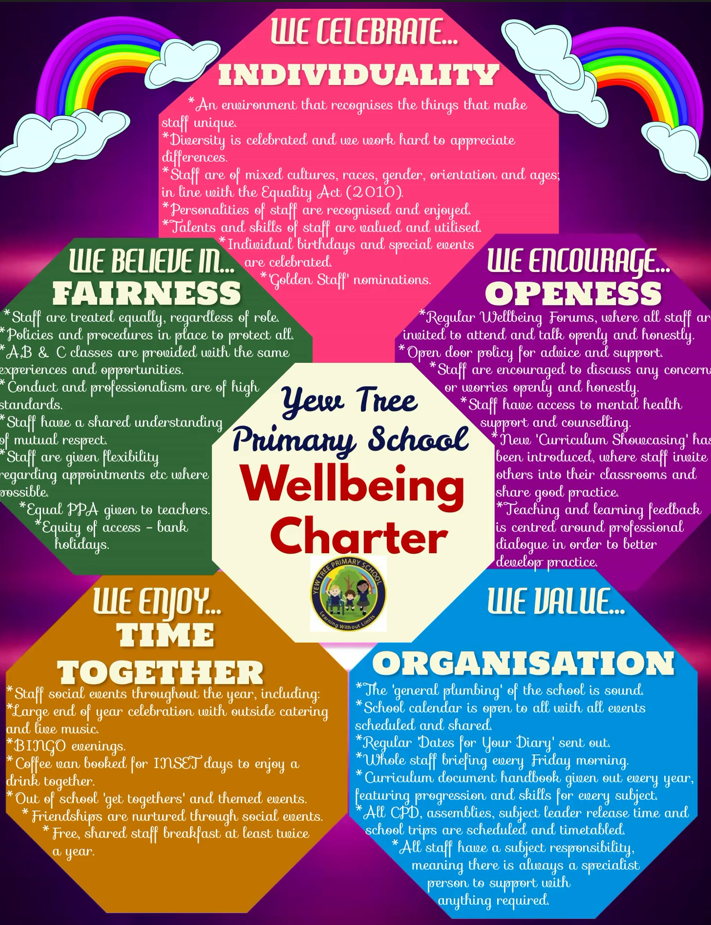 WE CELEBRATE...
INDIVIDUALITY
*An environment that recognises the things that make
staff unique.
*Diversity is celebrated and we work hard to appreciate
differences.
*Staff are of mixed cultures, races, gender, orientation and ages;
in line with the Equality Act (2010).
*Personalities of staff are recognised and enjoyed.
*Talents and skills of staff are valued and utilised.
*Individual birthdays and special events
are celebrated.
*'Golden Staff' nominations.
WE BELIEVE IN...
FAIRNESS
*Staff are treated equally, regardless of role.
*Policies and procedures in place to protect all.
*A,B & C classes are provided with the same
experiences and opportunities.
*Conduct and professionalism are of high
standards.
*Staff have a shared understanding
of mutual respect.
*Staff are given flexibility
regarding appointments etc where
possible.
*Equal PPA given to teachers.
*Equity of access - bank
holidays.
WE ENCOURAGE...
OPENESS
*Regular Wellbeing Forums, where all staff are
invited to attend and talk openly and honestly.
*Open door policy for advice and support.
*Staff are encouraged to discuss any concern
or worries openly and honestly.
*Staff have access to mental health
support and counselling.
*New 'Curriculum Showcasing' has
been introduced, where staff invite
others into their classrooms and
share good practice.
*Teaching and learning feedback
is centred around professional
dialogue in order to better
develop practice.
Yew Tree
Primary School
Wellbeing
Charter
YEW TREE PRIMARY SCHOOL
Learning Without Limits
WE ENJOY...
TIME
TOGETHER
*Staff social events throughout the year, including:
*Large end of year celebration with outside catering
and live music.
*BINGO evenings.
*Coffee van booked for INSET days to enjoy a
drink together.
*Out of school 'get togethers' and themed events.
*Friendships are nurtured through social events.
*Free, shared staff breakfast at least twice
a year.
WE VALUE...
ORGANISATION
*The 'general plumbing' of the school is sound.
*School calendar is open to all with all events
scheduled and shared.
*Regular 'Dates for Your Diary' sent out.
*Whole staff briefing every Friday morning.
*Curriculum document handbook given out every year,
featuring progression and skills for every subject.
*All CPD, assemblies, subject leader release time and
school trips are scheduled and timetabled.
*All staff have a subject responsibility,
meaning there is always a specialist
person to support with
anything required.